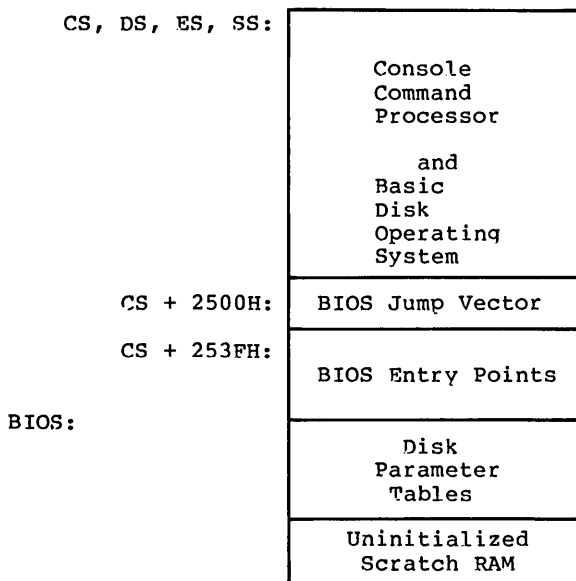 CS, DS, ES, SS:
Console
Command
Processor
and
Basic
Disk
Operating
System
CS + 2500H: BIOS Jump Vector
CS + 253FH:
BIOS Entry Points
BIOS:
Disk
Parameter
Tables
Uninitialized
Scratch RAM